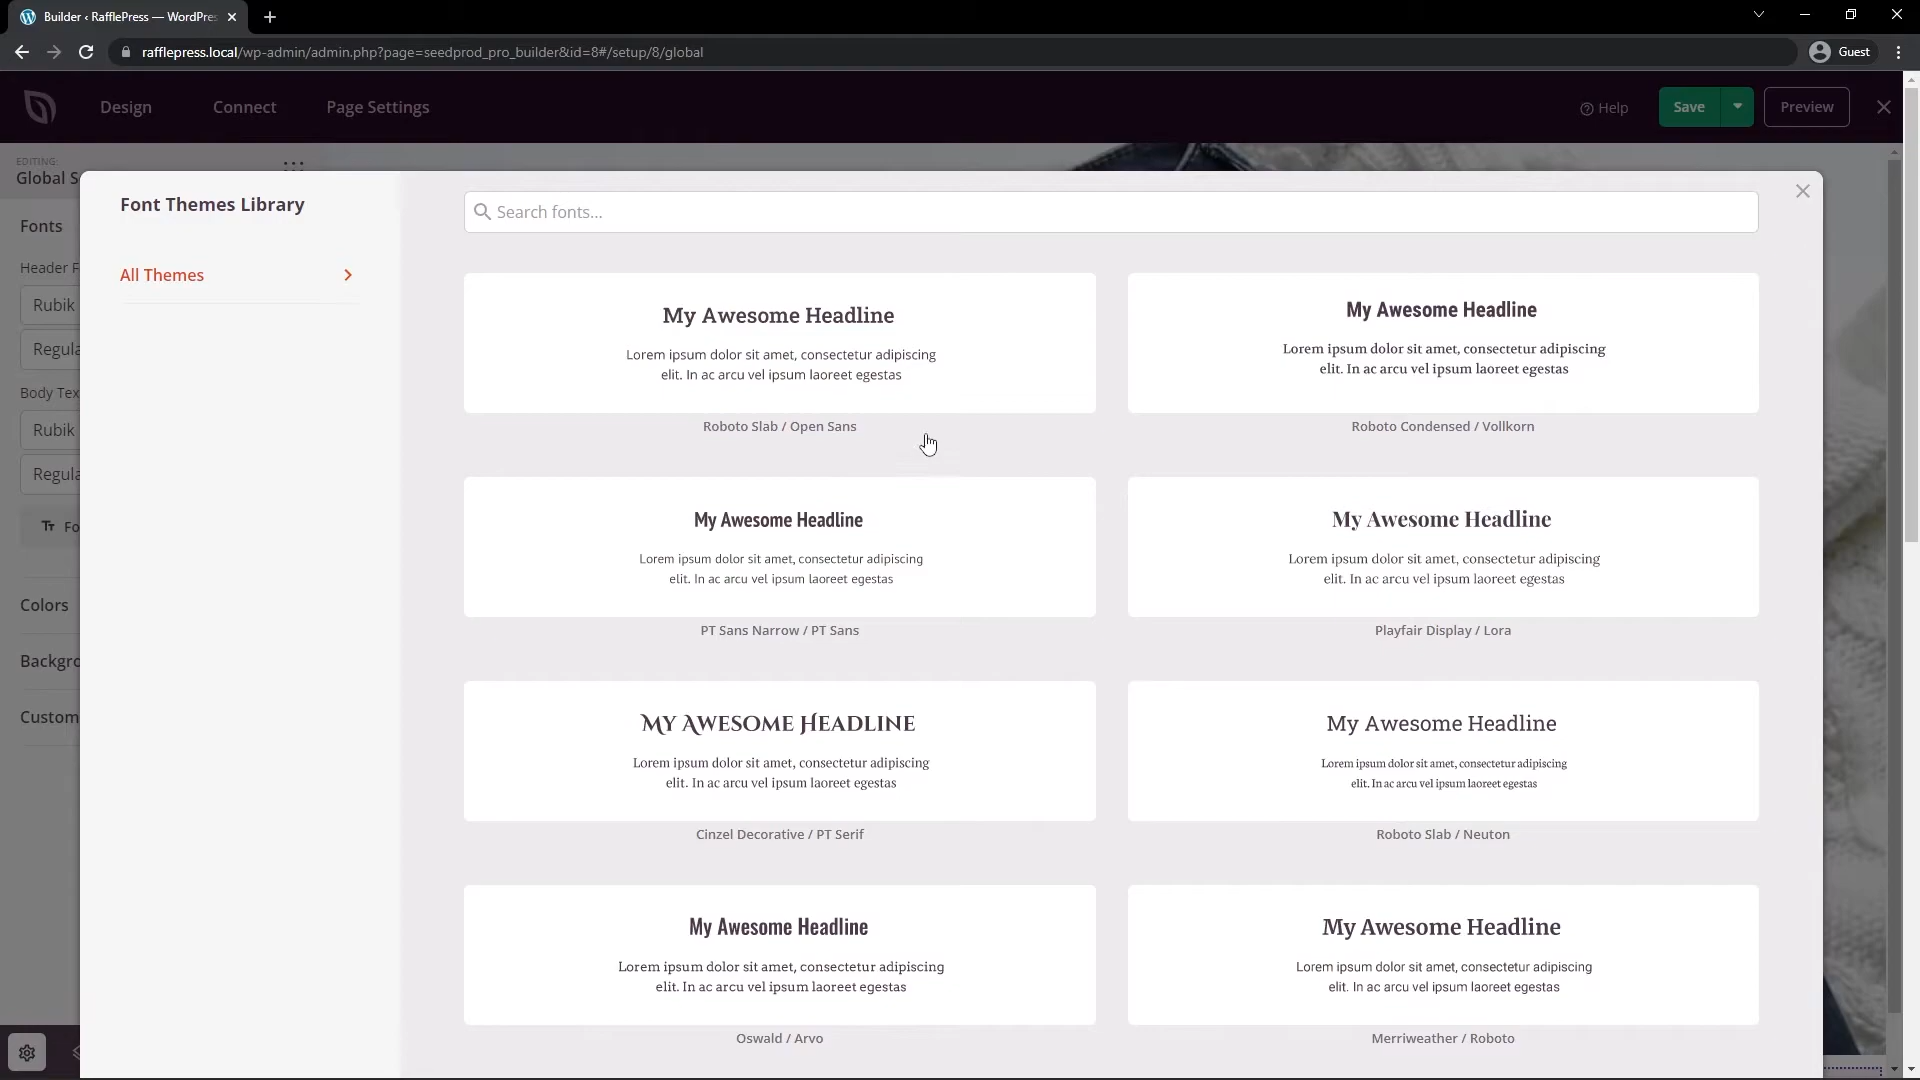 Builder ‹ RafflePress — WordPres
rafflepress.local/wp-admin/admin.php?page=seedprod_pro_builder&id=8#/setup/8/global
Guest
Design
Connect
Page Settings
Help
Save
Preview
EDITING:
Global S
Fonts
Header F
Rubik
Regula
Body Tex
Rubik
Regula
Tt Fo
Colors
Backgro
Custom
Font Themes Library
All Themes
Search fonts...
My Awesome Headline
Lorem ipsum dolor sit amet, consectetur adipiscing
elit. In ac arcu vel ipsum laoreet egestas
Roboto Slab / Open Sans
My Awesome Headline
Lorem ipsum dolor sit amet, consectetur adipiscing
elit. In ac arcu vel ipsum laoreet egestas
Roboto Condensed / Vollkorn
My Awesome Headline
Lorem ipsum dolor sit amet, consectetur adipiscing
elit. In ac arcu vel ipsum laoreet egestas
PT Sans Narrow / PT Sans
My Awesome Headline
Lorem ipsum dolor sit amet, consectetur adipiscing
elit. In ac arcu vel ipsum laoreet egestas
Playfair Display / Lora
My Awesome Headline
Lorem ipsum dolor sit amet, consectetur adipiscing
elit. In ac arcu vel ipsum laoreet egestas
Cinzel Decorative / PT Serif
My Awesome Headline
Lorem ipsum dolor sit amet, consectetur adipiscing
elit. In ac arcu vel ipsum laoreet egestas
Roboto Slab / Neuton
My Awesome Headline
Lorem ipsum dolor sit amet, consectetur adipiscing
elit. In ac arcu vel ipsum laoreet egestas
Oswald / Arvo
My Awesome Headline
Lorem ipsum dolor sit amet, consectetur adipiscing
elit. In ac arcu vel ipsum laoreet egestas
Merriweather / Roboto